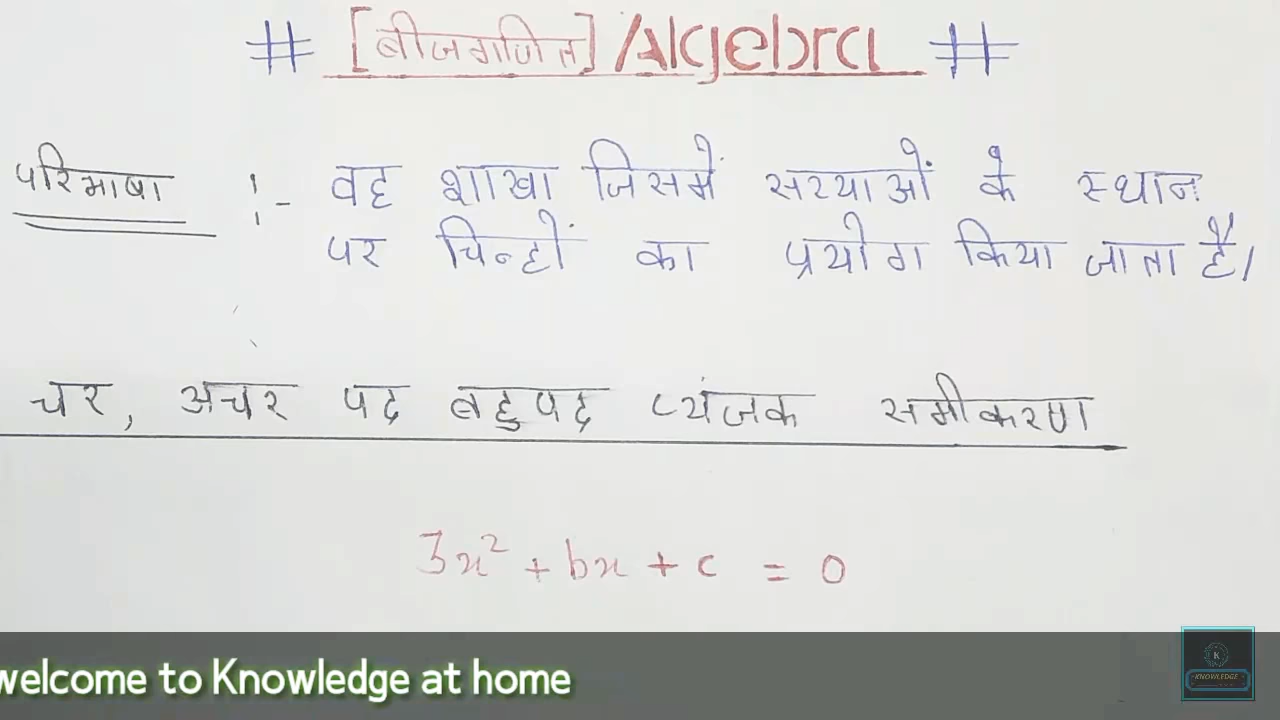 # [बीजगणित] Algebra #
परिभाषा :- वह शाखा जिसमें सख्याओं के स्थान
पर चिन्हों का प्रयोग किया जाता है।
चर, अचर पद बहुपद व्यंजक समीकरण
3x² + bx + c = 0
welcome to Knowledge at home
K
KNOWLEDGE